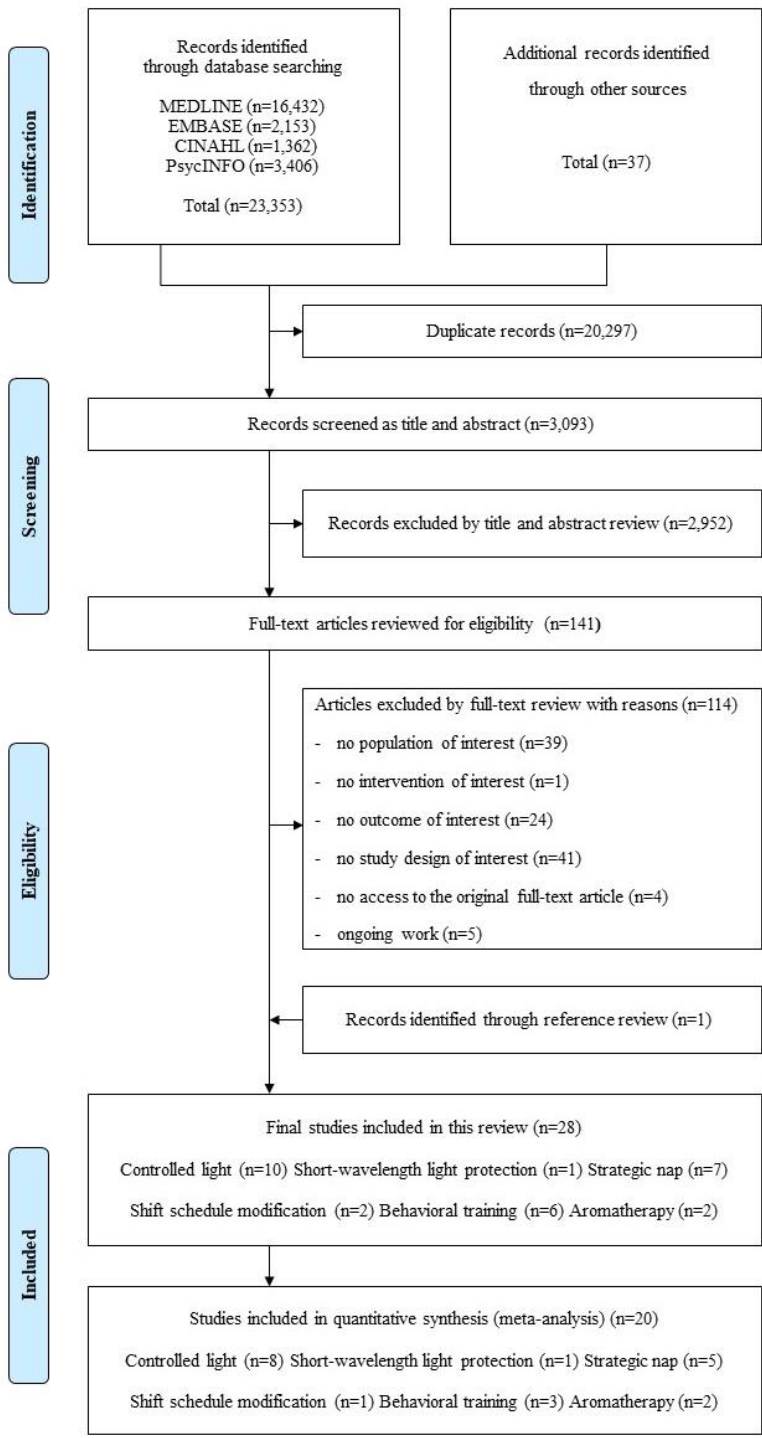 Identification
Records identified
through database searching
MEDLINE (n=16,432)
EMBASE (n=2,153)
CINAHL (n=1,362)
PsycINFO (n=3,406)
Total (n=23,353)
Additional records identified
through other sources
Total (n=37)
Duplicate records (n=20,297)
Screening
Records screened as title and abstract (n=3,093)
Records excluded by title and abstract review (n=2,952)
Full-text articles reviewed for eligibility (n=141)
Eligibility
Articles excluded by full-text review with reasons (n=114)
- no population of interest (n=39)
- no intervention of interest (n=1)
- no outcome of interest (n=24)
- no study design of interest (n=41)
- no access to the original full-text article (n=4)
- ongoing work (n=5)
Records identified through reference review (n=1)
Included
Final studies included in this review (n=28)
Controlled light (n=10) Short-wavelength light protection (n=1) Strategic nap (n=7)
Shift schedule modification (n=2) Behavioral training (n=6) Aromatherapy (n=2)
Studies included in quantitative synthesis (meta-analysis) (n=20)
Controlled light (n=8) Short-wavelength light protection (n=1) Strategic nap (n=5)
Shift schedule modification (n=1) Behavioral training (n=3) Aromatherapy (n=2)